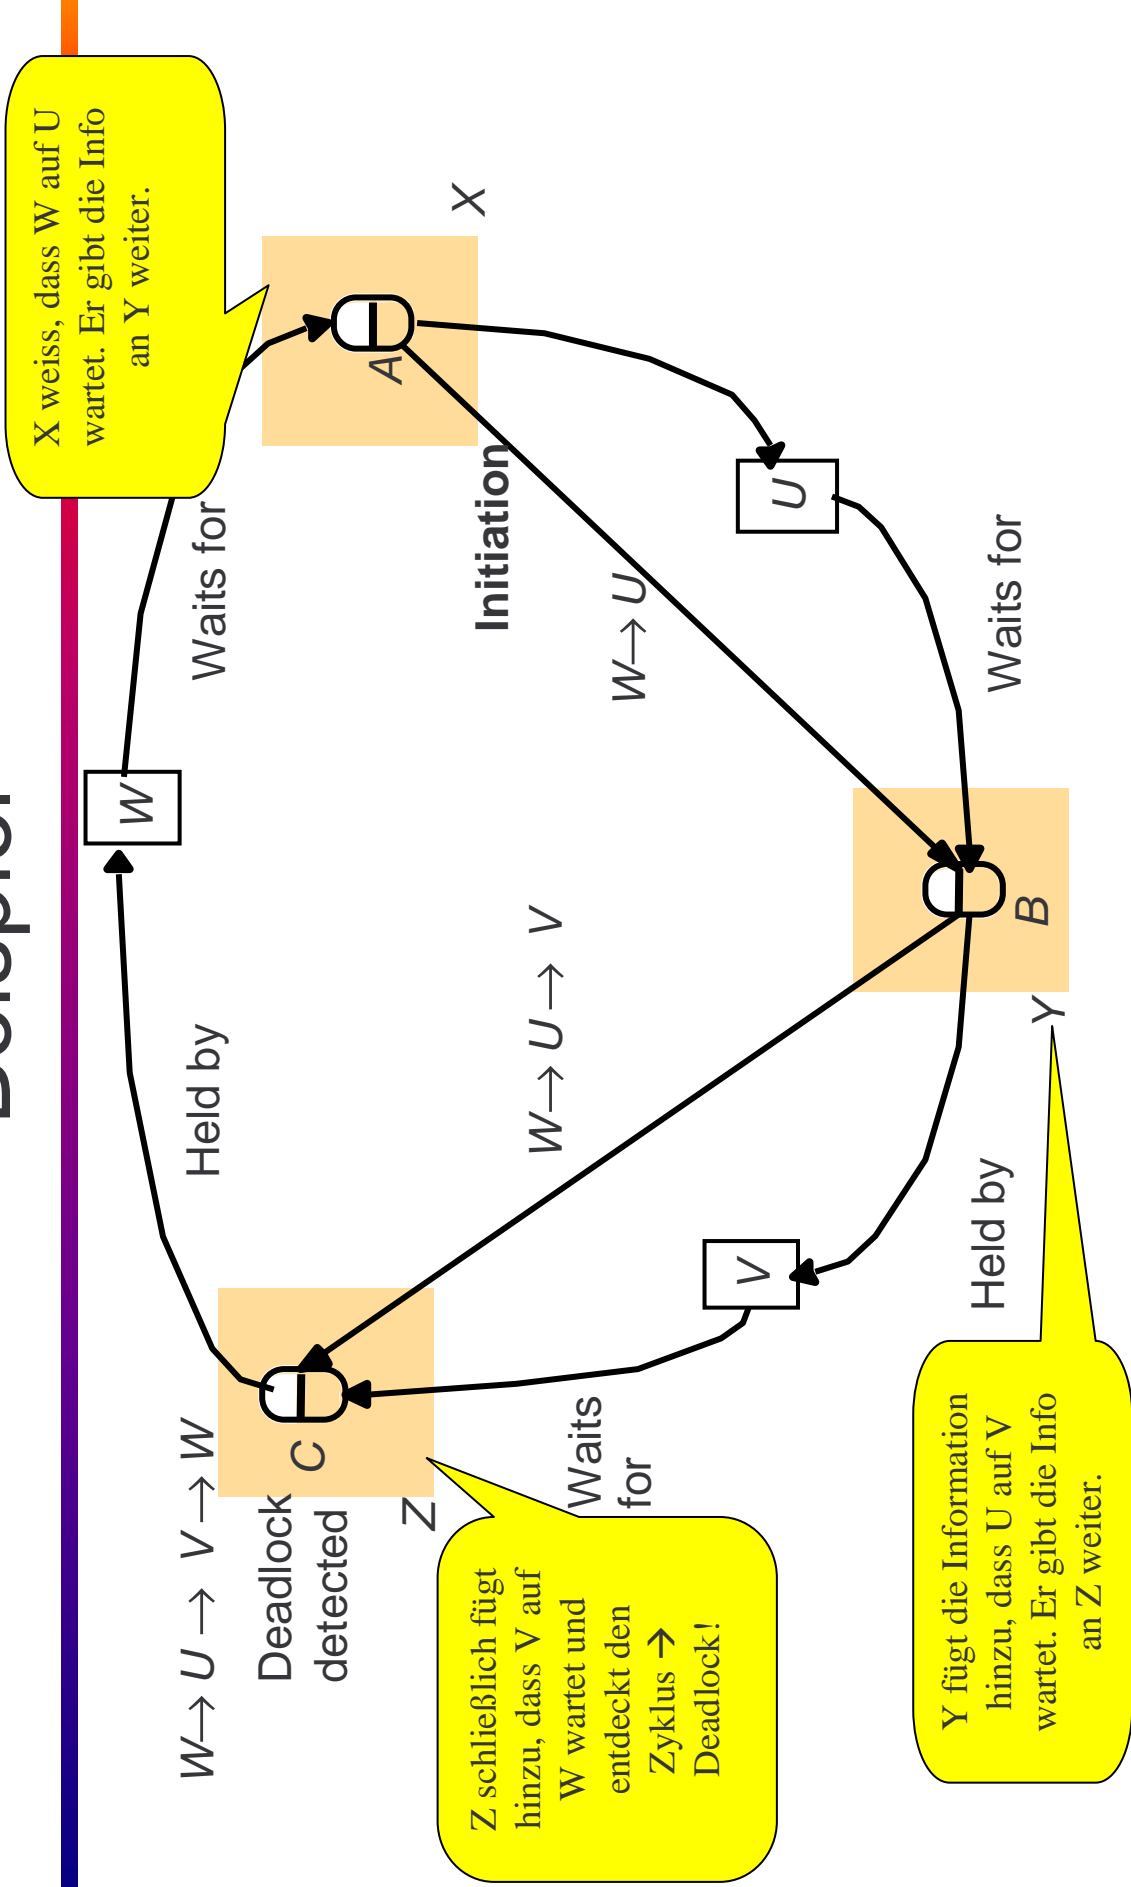 Beispiel
X weiss, dass W auf U
wartet. Er gibt die Info
an Y weiter.
W
W→ U → V → W
Held by
Waits for
Deadlock
detected
C
A
Z
X
Initiation
Z schließlich fügt
hinzu, dass V auf
W wartet und
entdeckt den
Zyklus →
Deadlock!
W→ U → V
W→ U
Waits
for
V
U
Held by
Waits for
B
Y
Y fügt die Information
hinzu, dass U auf V
wartet. Er gibt die Info
an Z weiter.